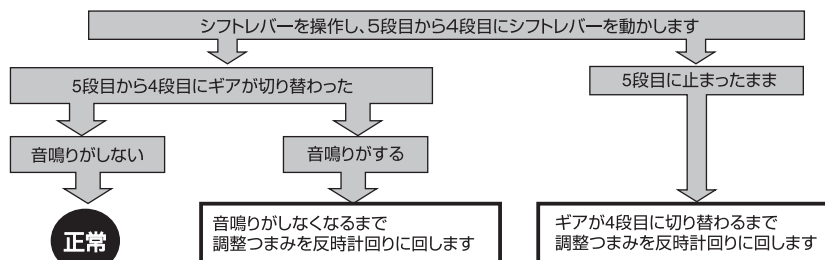 シフトレバーを操作し、5段目から4段目にシフトレバーを動かします
5段目から4段目にギアが切り替わった
5段目に止まったまま
音鳴りがしない
音鳴りがする
正常
音鳴りがしなくなるまで
調整つまみを反時計回りに回します
ギアが4段目に切り替わるまで
調整つまみを反時計回りに回します